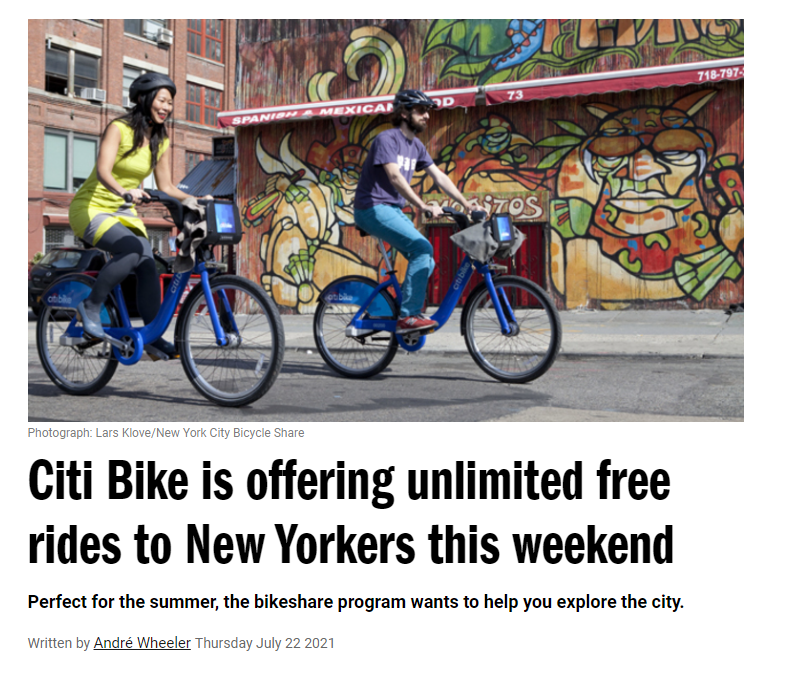 718-797-
SPANISH & MEXICAN FOOD 73
citibike
citibike
citibike
citibike
Photograph: Lars Klove/New York City Bicycle Share
Citi Bike is offering unlimited free
rides to New Yorkers this weekend
Perfect for the summer, the bikeshare program wants to help you explore the city.
Written by André Wheeler Thursday July 22 2021